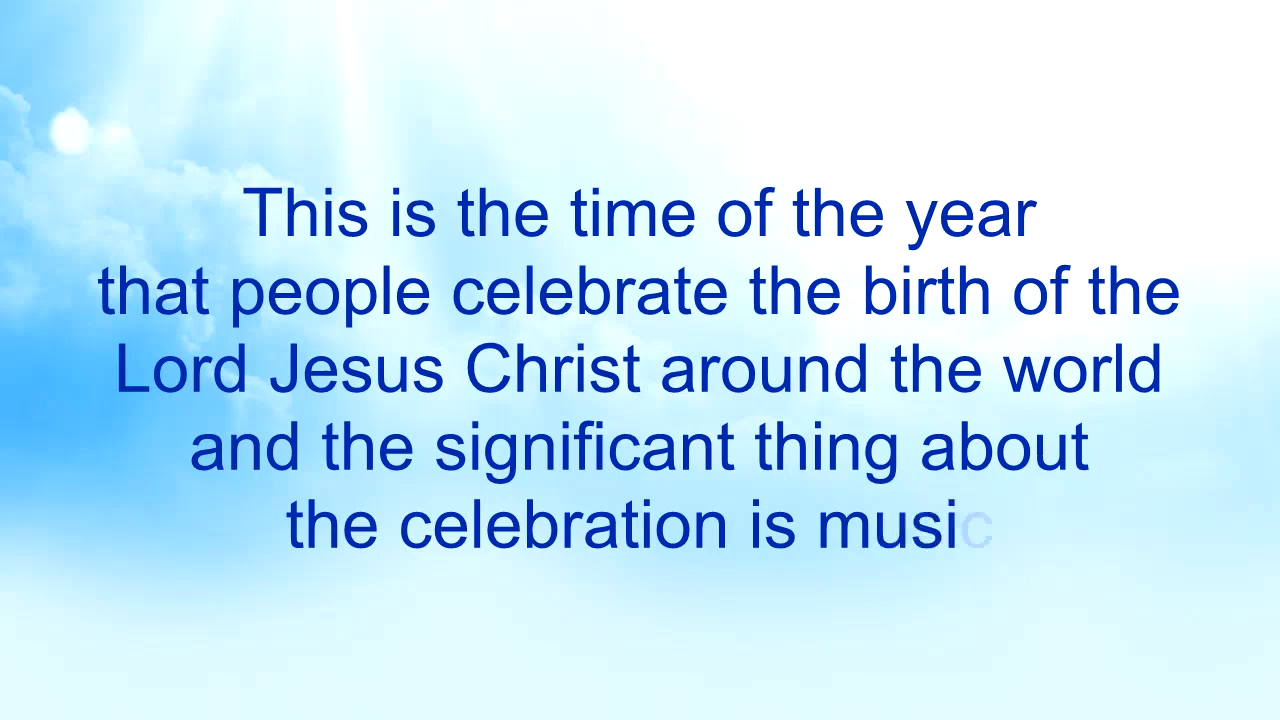 This is the time of the year
that people celebrate the birth of the
Lord Jesus Christ around the world
and the significant thing about
the celebration is music